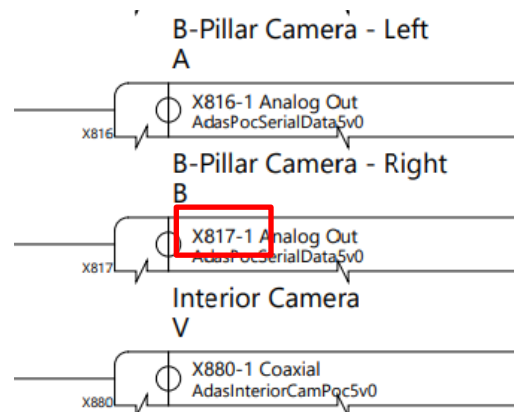 B-Pillar Camera - Left
A
X816-1 Analog Out
AdasPocSerialData5v0
X816
B-Pillar Camera - Right
B
X817-1 Analog Out
AdasPocSerialData5v0
X817
Interior Camera
V
X880-1 Coaxial
AdasInteriorCamPoc5v0
X880